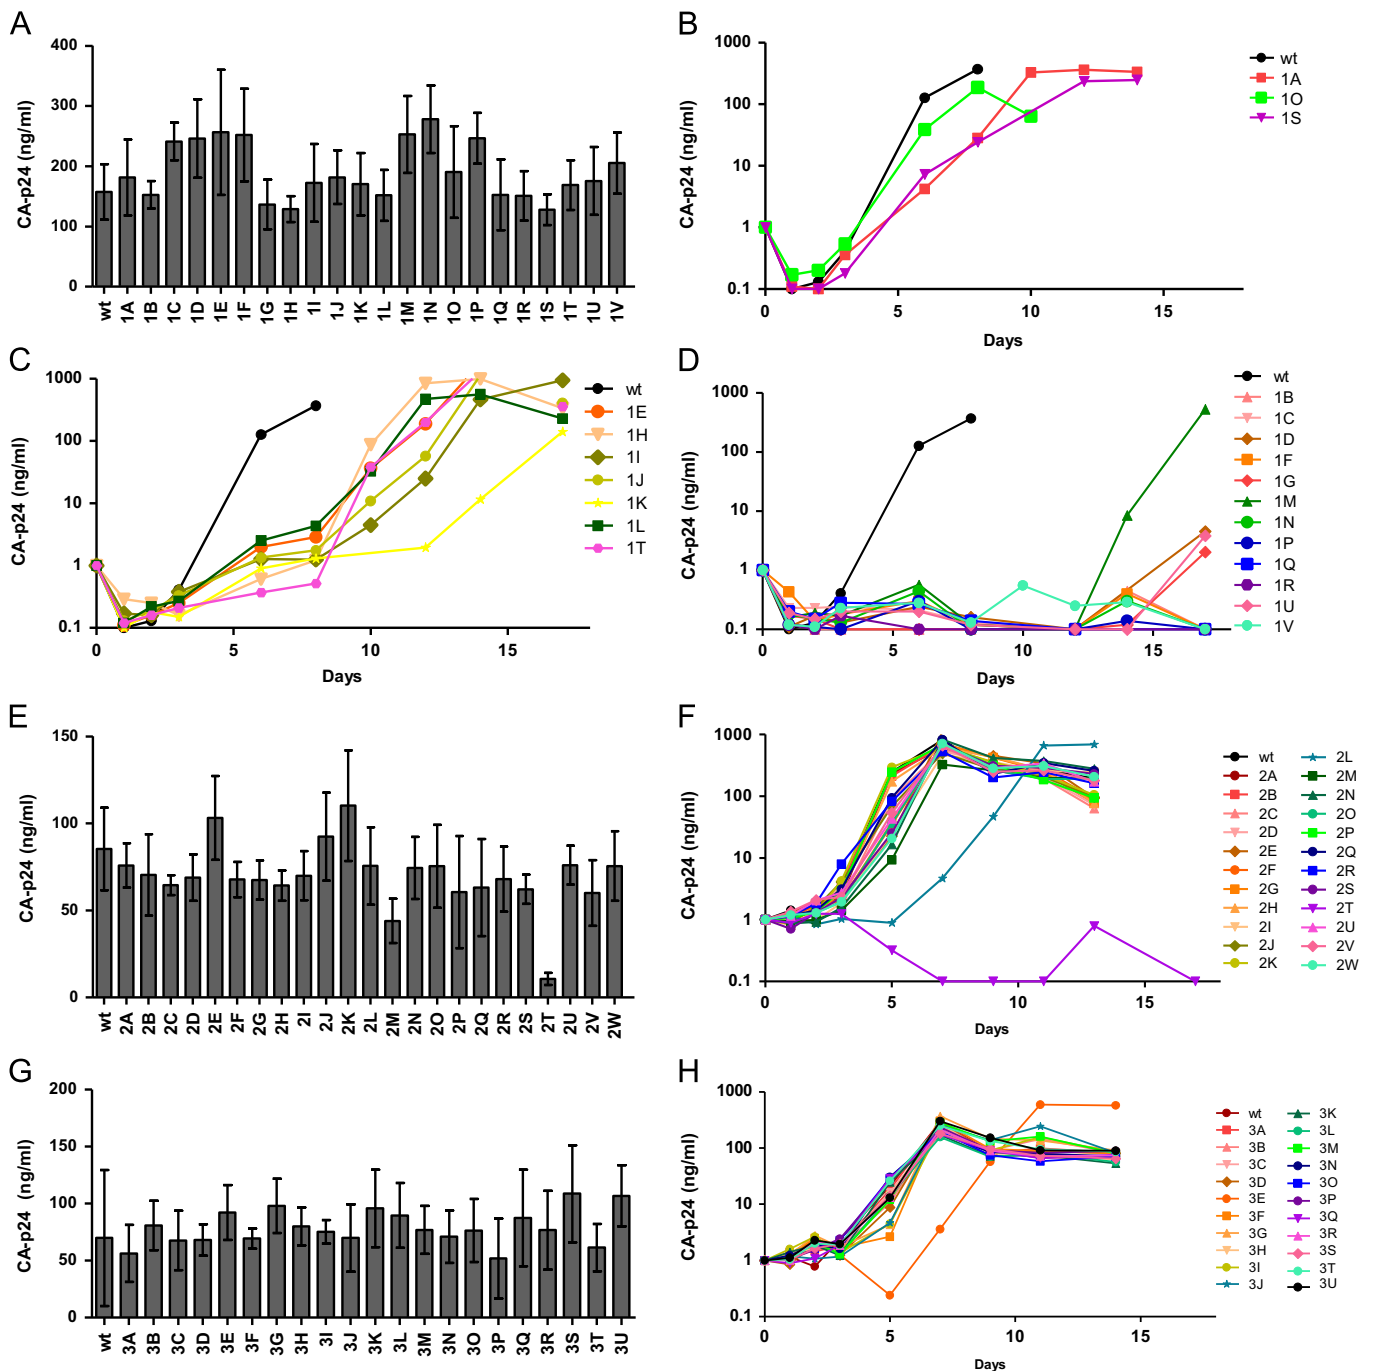 A
CA-p24 (ng/ml)
400
300
200
100
0
wt 1A 1B 1C 1D 1E 1F 1G 1H 1I 1J 1K 1L 1M 1N 1O 1P 1Q 1R 1S 1T 1U 1V
B
CA-p24 (ng/ml)
1000
100
10
1
0.1
0 5 10 15
Days
wt
1A
1O
1S
C
CA-p24 (ng/ml)
1000
100
10
1
0.1
0 5 10 15
Days
wt
1E
1H
1I
1J
1K
1L
1T
D
CA-p24 (ng/ml)
1000
100
10
1
0.1
0 5 10 15
Days
wt
1B
1C
1D
1F
1G
1M
1N
1P
1Q
1R
1U
1V
E
CA-p24 (ng/ml)
150
100
50
0
wt 2A 2B 2C 2D 2E 2F 2G 2H 2I 2J 2K 2L 2M 2N 2O 2P 2Q 2R 2S 2T 2U 2V 2W
F
CA-p24 (ng/ml)
1000
100
10
1
0.1
0 5 10 15
Days
wt 2L
2A 2M
2B 2N
2C 2O
2D 2P
2E 2Q
2F 2R
2G 2S
2H 2T
2I 2U
2J 2V
2K 2W
G
CA-p24 (ng/ml)
200
150
100
50
0
wt 3A 3B 3C 3D 3E 3F 3G 3H 3I 3J 3K 3L 3M 3N 3O 3P 3Q 3R 3S 3T 3U
H
CA-p24 (ng/ml)
1000
100
10
1
0.1
0 5 10 15
Days
wt 3K
3A 3L
3B 3M
3C 3N
3D 3O
3E 3P
3F 3Q
3G 3R
3H 3S
3I 3T
3J 3U